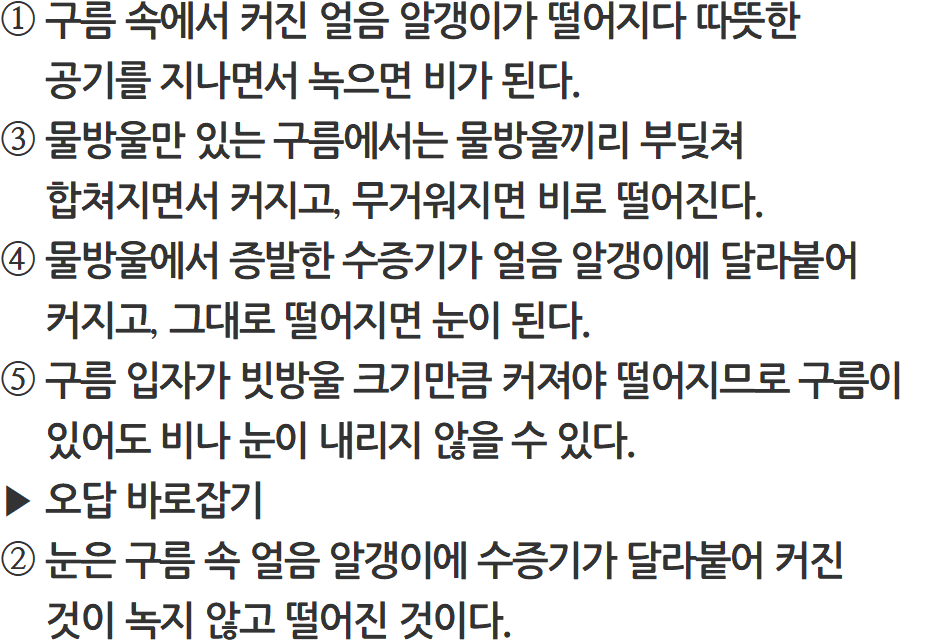 ① 구름 속에서 커진 얼음 알갱이가 떨어지다 따뜻한
공기를 지나면서 녹으면 비가 된다.
③ 물방울만 있는 구름에서는 물방울끼리 부딪쳐
합쳐지면서 커지고, 무거워지면 비로 떨어진다.
④ 물방울에서 증발한 수증기가 얼음 알갱이에 달라붙어
커지고, 그대로 떨어지면 눈이 된다.
⑤ 구름 입자가 빗방울 크기만큼 커져야 떨어지므로 구름이
있어도 비나 눈이 내리지 않을 수 있다.
▶ 오답 바로잡기
② 눈은 구름 속 얼음 알갱이에 수증기가 달라붙어 커진
것이 녹지 않고 떨어진 것이다.